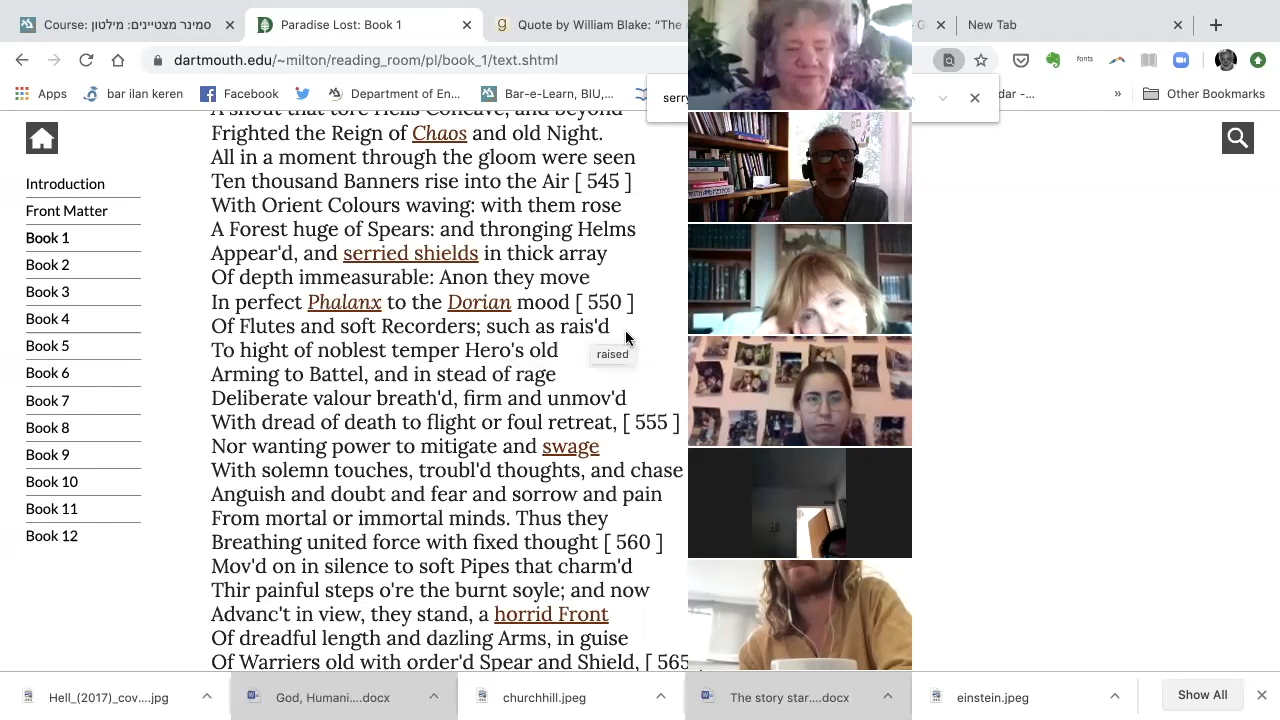 Course: סמינר מצטיינים: מילטון
Paradise Lost: Book 1
Quote by William Blake: “The
New Tab
dartmouth.edu/~milton/reading_room/pl/book_1/text.shtml
fonts
Apps
bar ilan keren
Facebook
Department of En...
Bar-e-Learn, BIU,...
dar -...
»
Other Bookmarks
serry
A shout that tore Hells Concave, and beyond
Frighted the Reign of Chaos and old Night.
All in a moment through the gloom were seen
Ten thousand Banners rise into the Air [ 545 ]
With Orient Colours waving: with them rose
A Forest huge of Spears: and thronging Helms
Appear'd, and serried shields in thick array
Of depth immeasurable: Anon they move
In perfect Phalanx to the Dorian mood [ 550 ]
Of Flutes and soft Recorders; such as rais'd
To hight of noblest temper Hero's old
Arming to Battel, and in stead of rage
Deliberate valour breath'd, firm and unmov'd
With dread of death to flight or foul retreat, [ 555 ]
Nor wanting power to mitigate and swage
With solemn touches, troubl'd thoughts, and chase
Anguish and doubt and fear and sorrow and pain
From mortal or immortal minds. Thus they
Breathing united force with fixed thought [ 560 ]
Mov'd on in silence to soft Pipes that charm'd
Thir painful steps o're the burnt soyle; and now
Advanc't in view, they stand, a horrid Front
Of dreadful length and dazling Arms, in guise
Of Warriers old with order'd Spear and Shield, [ 565
raised
Introduction
Front Matter
Book 1
Book 2
Book 3
Book 4
Book 5
Book 6
Book 7
Book 8
Book 9
Book 10
Book 11
Book 12
Hell_(2017)_cov....jpg
God, Humani....docx
churchhill.jpeg
The story star....docx
einstein.jpeg
Show All